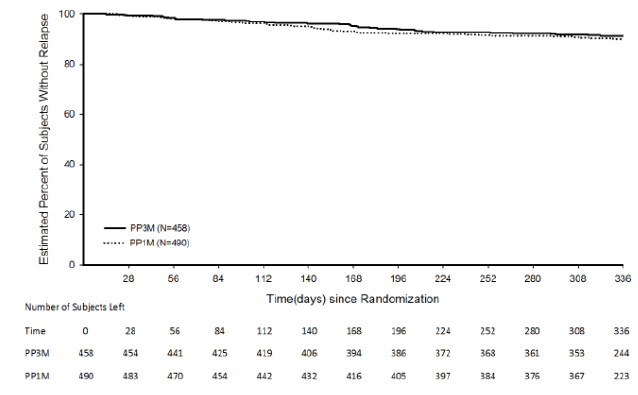 Estimated Percent of Subjects Without Relapse
100
80
60
40
20
0
PP3M (N=458)
PP1M (N=490)
28 56 84 112 140 168 196 224 252 280 308 336
Time(days) since Randomization
Number of Subjects Left
Time 0 28 56 84 112 140 168 196 224 252 280 308 336
PP3M 458 454 441 425 419 406 394 386 372 368 361 353 244
PP1M 490 483 470 454 442 432 416 405 397 384 376 367 223